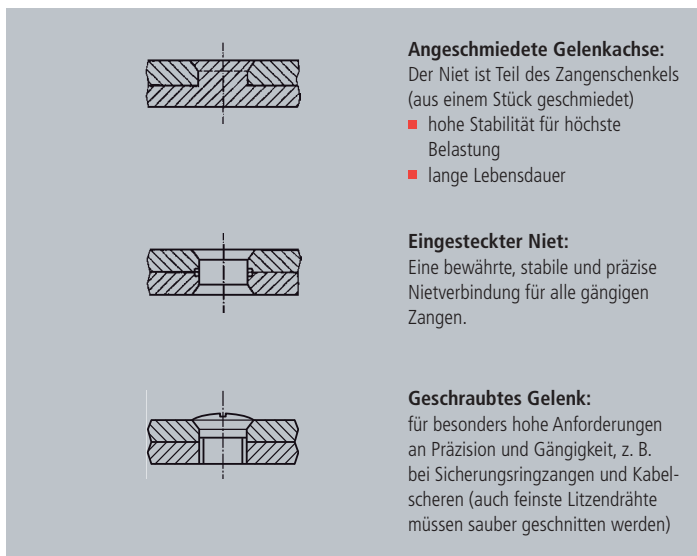 Angeschmiedete Gelenkachse:
Der Niet ist Teil des Zangenschenkels
(aus einem Stück geschmiedet)
hohe Stabilität für höchste
Belastung
lange Lebensdauer
Eingesteckter Niet:
Eine bewährte, stabile und präzise
Nietverbindung für alle gängigen
Zangen.
Geschraubtes Gelenk:
für besonders hohe Anforderungen
an Präzision und Gängigkeit, z. B.
bei Sicherungsringzangen und Kabel-
scheren (auch feinste Litzendrähte
müssen sauber geschnitten werden)